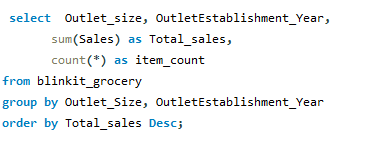 select Outlet_size, OutletEstablishment_Year,
sum(Sales) as Total_sales,
count(*) as item_count
from blinkit_grocery
group by Outlet_Size, OutletEstablishment_Year
order by Total_sales Desc;